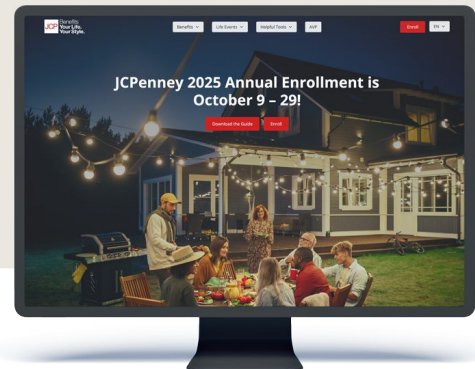 JCP Benefits
Your Life.
Your Style.
Benefits
Life Events
Helpful Tools
AVP
Enroll
EN
JCPenney 2025 Annual Enrollment is
October 9 – 29!
Download the Guide
Enroll